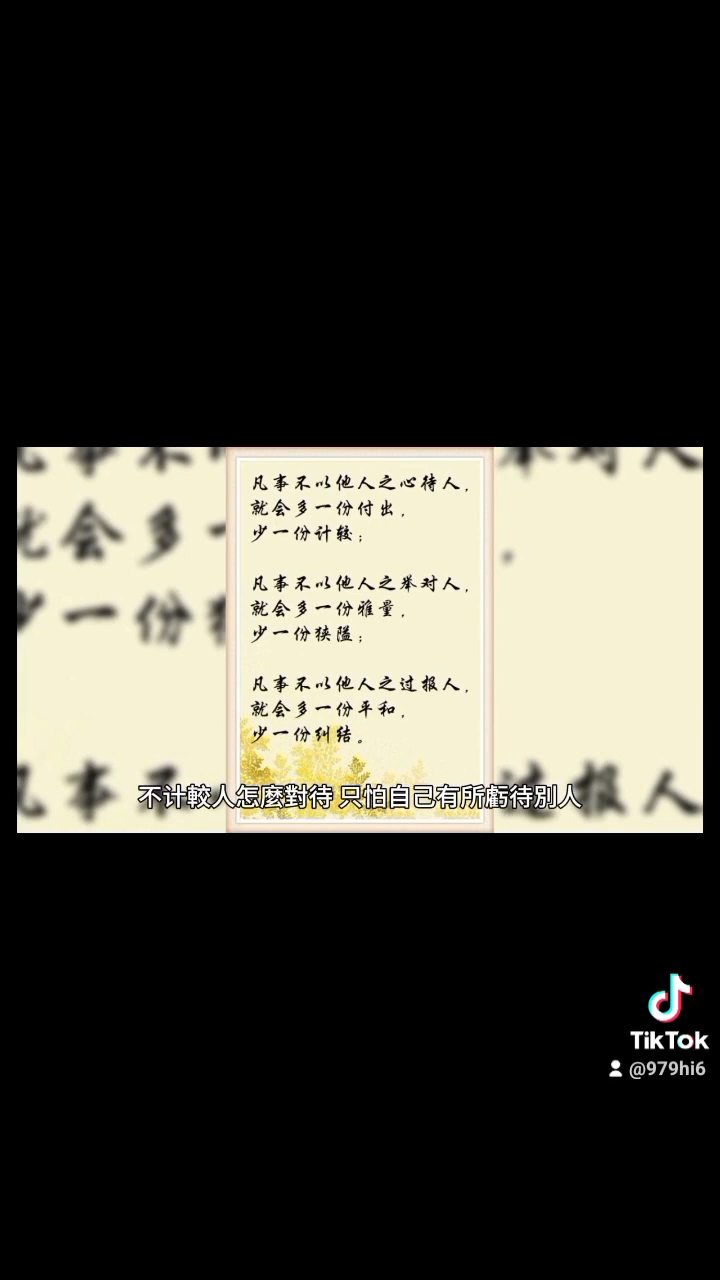 凡事不以他人之心待人，
就会多一份付出，
少一份计较；
凡事不以他人之举对人，
就会多一份雅量，
少一份狭隘；
凡事不以他人之过报人，
就会多一份平和，
少一份纠结。
不计較人怎麼對待 只怕自己有所虧待別人
TikTok
@979hi6